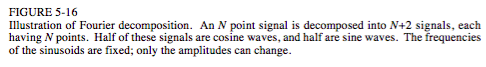 FIGURE 5-16
Illustration of Fourier decomposition. An N point signal is decomposed into N+2 signals, each
having N points. Half of these signals are cosine waves, and half are sine waves. The frequencies
of the sinusoids are fixed; only the amplitudes can change.